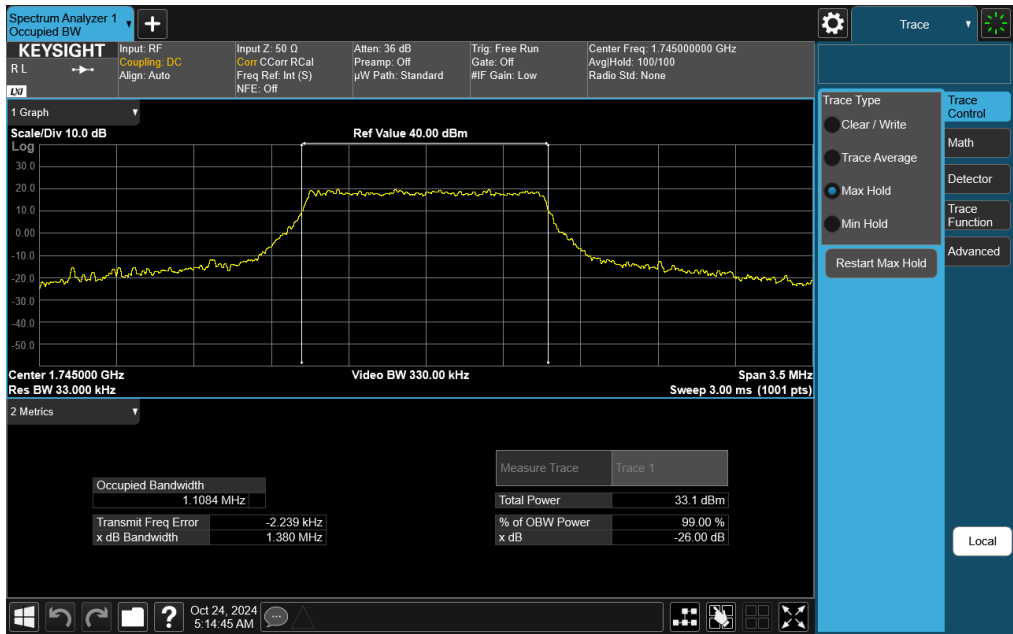 Spectrum Analyzer 1
Occupied BW
Trace
KEYSIGHT
R L
LXI
Input: RF
Coupling: DC
Align: Auto
Input Z: 50 Ω
Corr CCorr RCal
Freq Ref: Int (S)
NFE: Off
Atten: 36 dB
Preamp: Off
µW Path: Standard
Trig: Free Run
Gate: Off
#IF Gain: Low
Center Freq: 1.745000000 GHz
Avg|Hold: 100/100
Radio Std: None
1 Graph
Scale/Div 10.0 dB
Ref Value 40.00 dBm
Log
30.0
20.0
10.0
0.00
-10.0
-20.0
-30.0
-40.0
-50.0
Center 1.745000 GHz
Video BW 330.00 kHz
Span 3.5 MHz
Res BW 33.000 kHz
Sweep 3.00 ms (1001 pts)
2 Metrics
Measure Trace
Trace 1
Occupied Bandwidth
1.1084 MHz
Total Power
33.1 dBm
Transmit Freq Error
-2.239 kHz
% of OBW Power
99.00 %
x dB Bandwidth
1.380 MHz
x dB
-26.00 dB
Trace Type
Clear / Write
Trace Average
Max Hold
Min Hold
Restart Max Hold
Trace
Control
Math
Detector
Trace
Function
Advanced
Local
?
Oct 24, 2024
5:14:45 AM